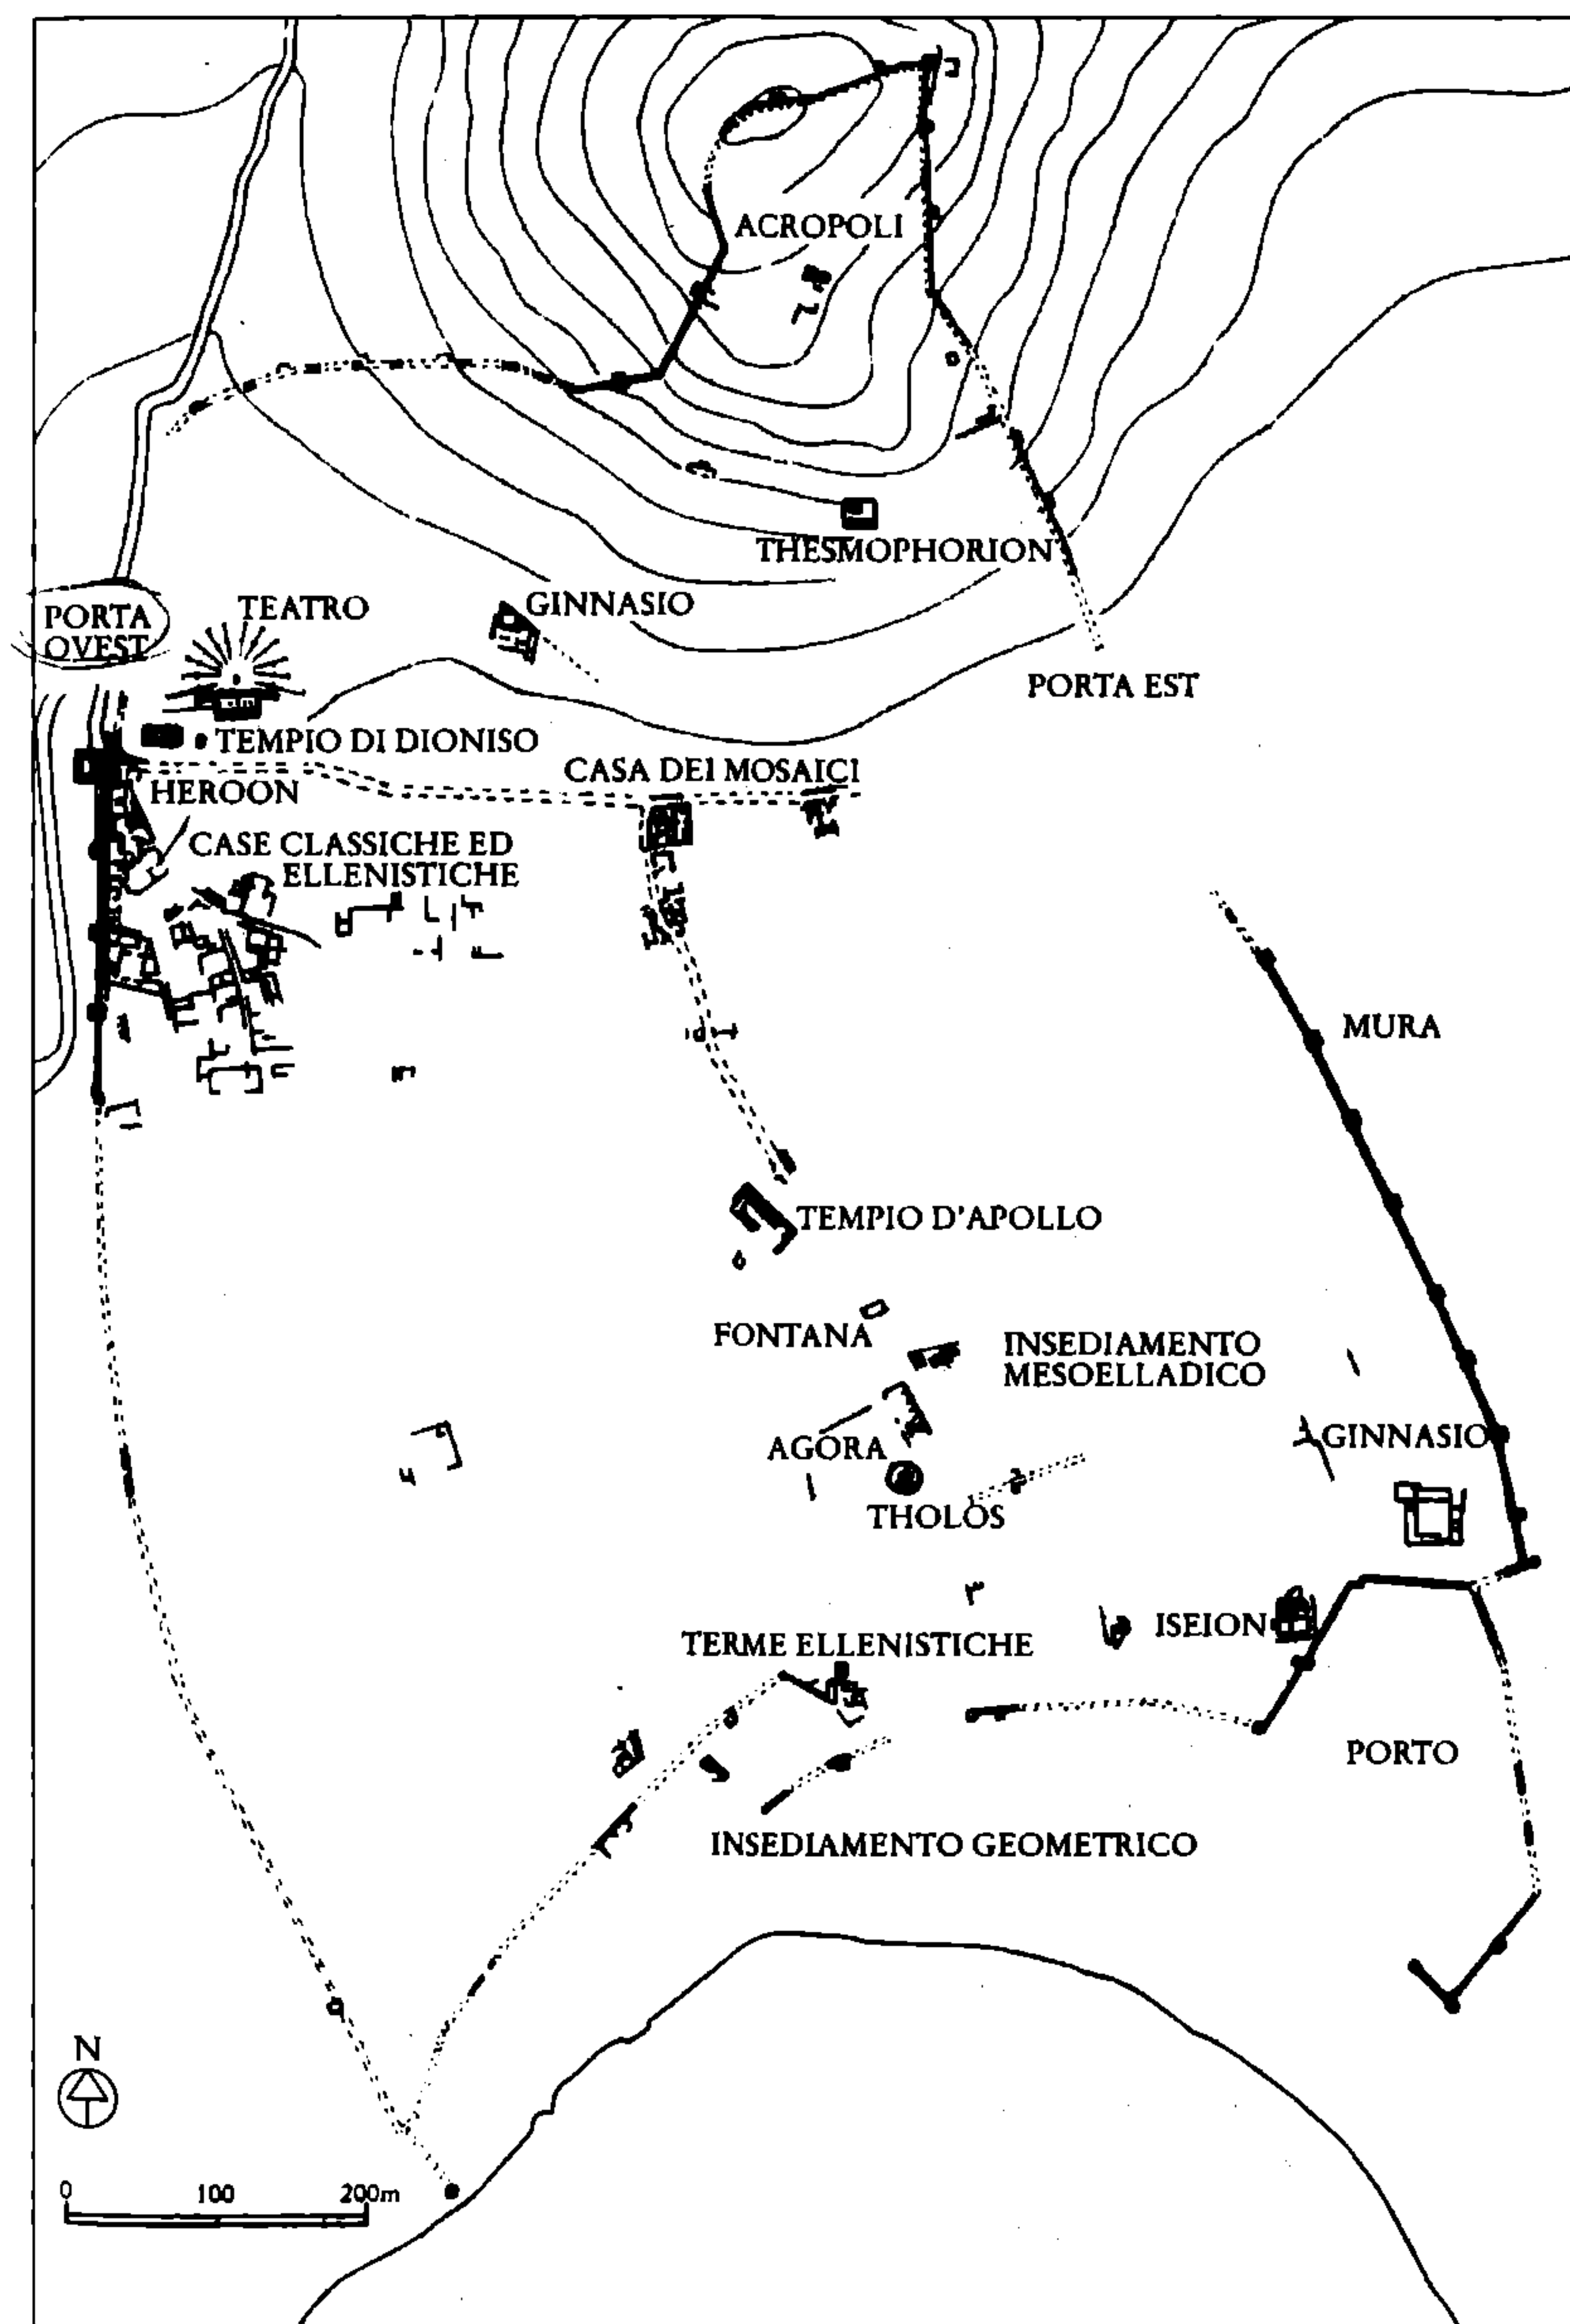 ACROPOLI
THESMOPHORION
PORTA
OVEST
TEATRO
GINNASIO
PORTA EST
TEMPIO DI DIONISO
CASA DEI MOSAICI
HEROON
CASE CLASSICHE ED
ELLENISTICHE
MURA
TEMPIO D'APOLLO
FONTANA
INSEDIAMENTO
MESOELLADICO
AGORA
GINNASIO
THOLOS
ISEION
TERME ELLENISTICHE
PORTO
INSEDIAMENTO GEOMETRICO
N
0 100 200m